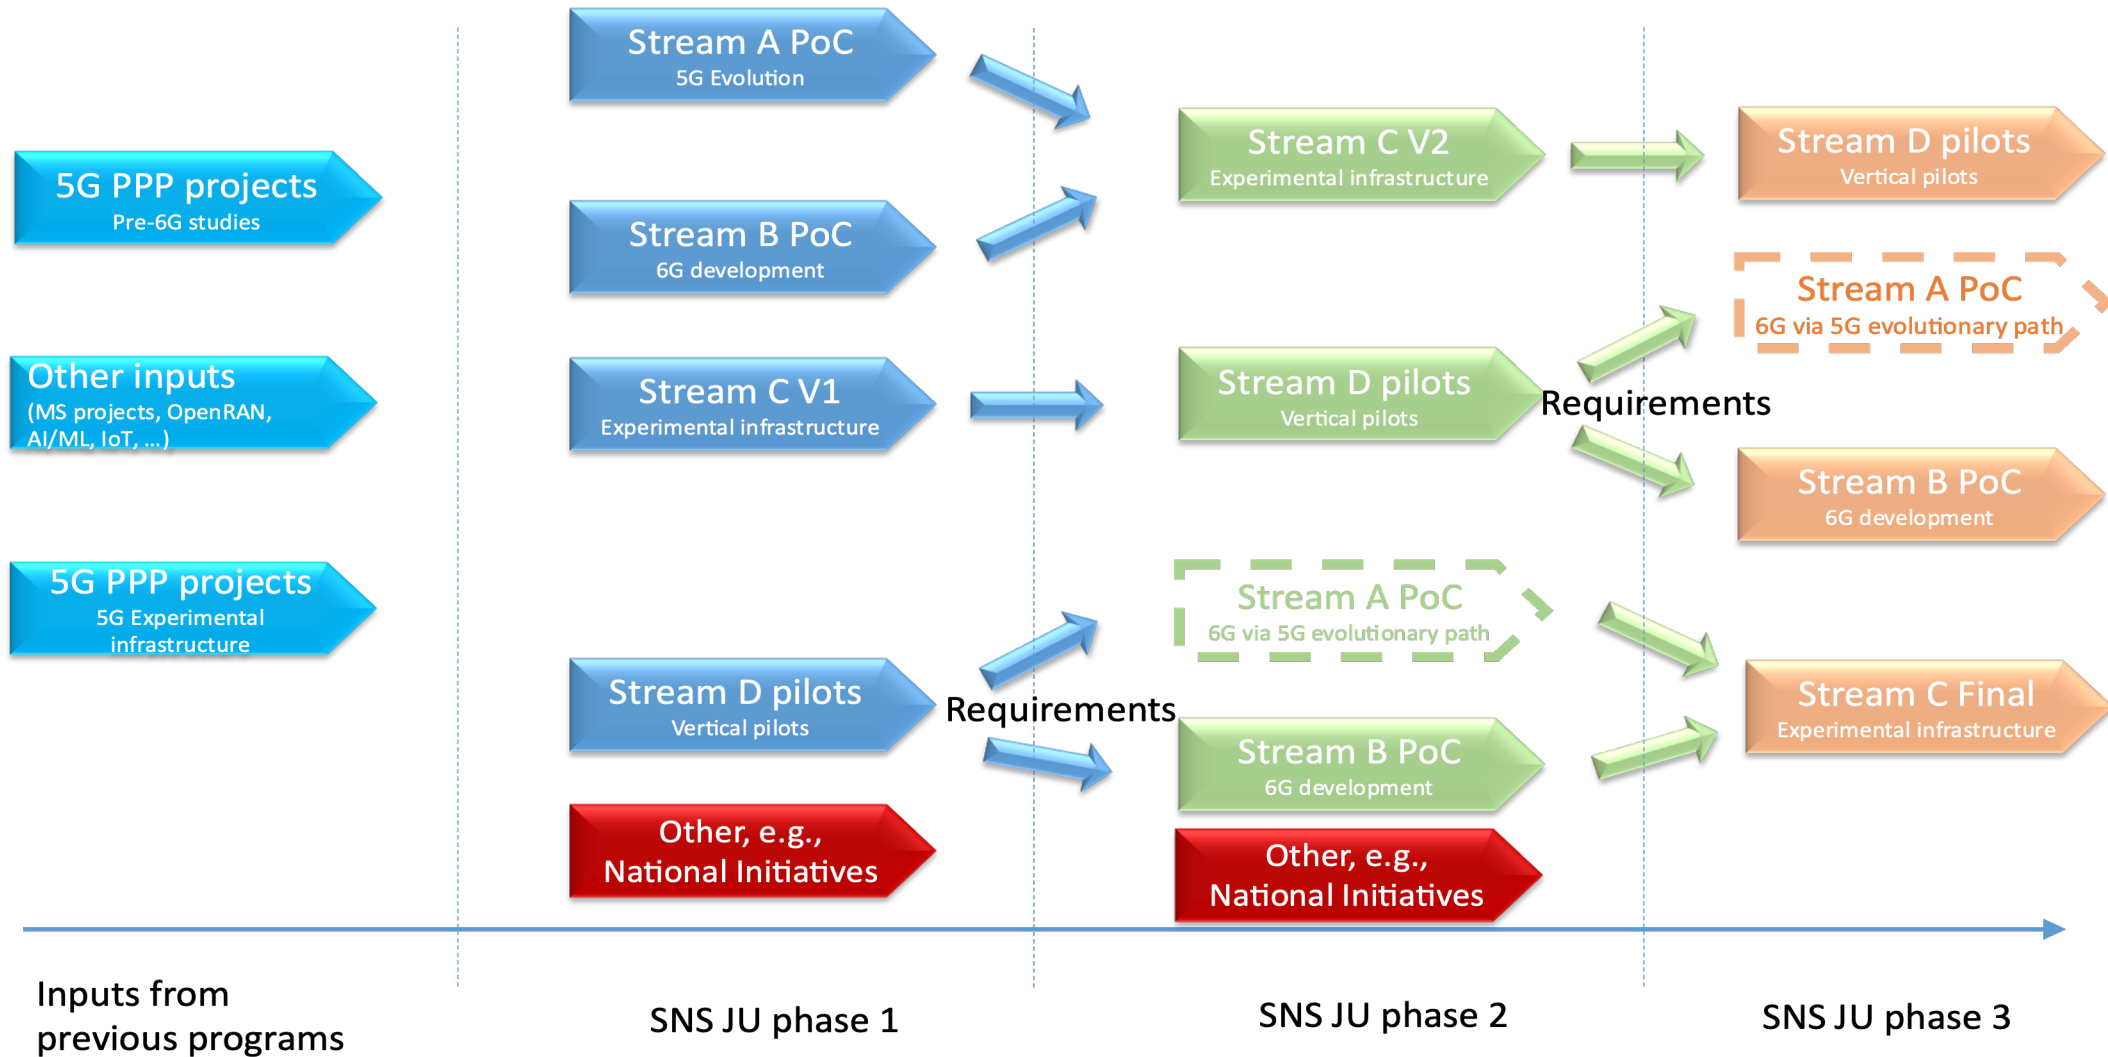 5G PPP projects
Pre-6G studies
Other inputs
(MS projects, OpenRAN,
AI/ML, IoT, ...)
5G PPP projects
5G Experimental
infrastructure
Stream A PoC
5G Evolution
Stream B PoC
6G development
Stream C V1
Experimental infrastructure
Stream D pilots
Vertical pilots
Requirements
Other, e.g.,
National Initiatives
Stream C V2
Experimental infrastructure
Stream D pilots
Vertical pilots
Requirements
Stream A PoC
6G via 5G evolutionary path
Stream B PoC
6G development
Other, e.g.,
National Initiatives
Stream D pilots
Vertical pilots
Stream A PoC
6G via 5G evolutionary path
Stream B PoC
6G development
Stream C Final
Experimental infrastructure
Inputs from
previous programs
SNS JU phase 1
SNS JU phase 2
SNS JU phase 3